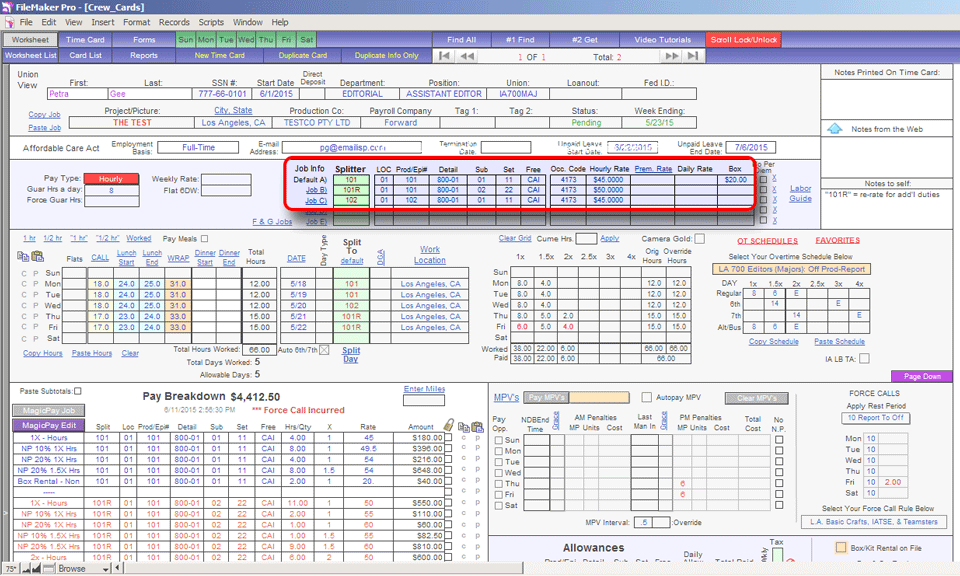 FileMaker Pro - [Crew_Cards]
File Edit View Insert Format Records Scripts Window Help
Worksheet Time Card Forms Sun Mon Tue Wed Thu Fri Sat Find All #1 Find #2 Get Video Tutorials Scroll Lock/Unlock
Worksheet List Card List Reports New Time Card Duplicate Card Duplicate Info Only 1 OF 1 Total: 2
Union View First: Last: SSN #: Start Date Direct Deposit Department: Position: Union: Loanout: Fed I.D.: Notes Printed On Time Card:
Petra Gee 777-66-0101 6/1/2015 EDITORIAL ASSISTANT EDITOR IA700MAJ
Copy Job Project/Picture: City, State Production Co: Payroll Company Tag 1: Tag 2: Status: Week Ending:
Paste Job THE TEST Los Angeles, CA TESTCO PTY LTD Forward Pending 5/23/15
Notes from the Web
Affordable Care Act Employment Basis: Full-Time E-mail Address: Termination Date: Unpaid Leave Start Date: Unpaid Leave End Date: 7/6/2015
Job Info Splitter LOC Prod/Epi# Detail Sub Set Free Occ. Code Hourly Rate Prem. Rate Daily Rate Box
Pay Type: Hourly Weekly Rate: Default A) 101 01 101 800-01 01 11 CAI 4173 $45.0000 $20.00
Guar Hrs a day: 8 Flat 6DW: Job B) 101R 01 101 800-01 02 22 CAI 4173 $50.0000
Force Guar Hrs: Job C) 102 01 102 800-01 01 11 CAI 4173 $45.0000
F & G Jobs Job E)
Labor Guide
Notes to self:
"101R" = re-rate for add'l duties
1 hr 1/2 hr "1 hr" "1/2 hr" Worked Pay Meals
Flats CALL Lunch Start Lunch End WRAP Dinner Start Dinner End Total Hours DATE Day Type Split To default DGA Work Location
C P Sun
C P Mon 18.0 24.0 25.0 31.0 12.00 5/18 101 Los Angeles, CA
C P Tue 18.0 24.0 25.0 31.0 12.00 5/19 101 Los Angeles, CA
C P Wed 18.0 24.0 25.0 31.0 12.00 5/20 102 Los Angeles, CA
C P Thu 17.0 23.0 24.0 33.0 15.00 5/21 101R Los Angeles, CA
C P Fri 17.0 23.0 24.0 33.0 15.00 5/22 101R Los Angeles, CA
C P Sat
Copy Hours Paste Hours Clear Total Hours Worked: 66.00 Auto 6th/7th Split Day
Total Days Worked: 5
Allowable Days: 5
Clear Grid Cume Hrs. Apply Camera Gold:
1x 1.5x 2x 2.5x 3x 4x Orig Hours Override Hours
Sun
Mon 8.0 4.0 12.0 12.0
Tue 8.0 4.0 12.0 12.0
Wed 8.0 4.0 12.0 12.0
Thu 8.0 5.0 2.0 15.0 15.0
Fri 6.0 5.0 4.0 15.0 15.0
Sat
Worked 38.00 22.00 6.00 66.00 66.00
Paid 38.00 22.00 6.00 66.00
OT SCHEDULES FAVORITES
Select Your Overtime Schedule Below
LA 700 Editors (Majors): Off Prod-Report
DAY 1x 1.5x 2x 2.5x 3x 4x
Regular 8 6 E
6th 14 E
7th 14 E
Alt/Bus 8 6 E
Copy Schedule Paste Schedule
IA LB TA:
Page Down
Paste Subtotals: Pay Breakdown $4,412.50 Enter Miles
MagicPay Job 6/11/2015 2:56:30 PM *** Force Call Incurred
MagicPay Edit Split Loc Prod/Ep# Detail Sub Set Free Hrs/Qty X Rate Amount
1X - Hours 101 01 101 800-01 01 11 CAI 4.00 1 45 $180.00
NP 10% 1X Hrs 101 01 101 800-01 01 11 CAI 8.00 1 49.5 $396.00
NP 20% 1X Hrs 101 01 101 800-01 01 11 CAI 4.00 1 54 $216.00
NP 20% 1.5X Hrs 101 01 101 800-01 01 11 CAI 8.00 1.5 54 $648.00
Box Rental - Non 101 01 101 800-01 01 11 CAI 2.00 1 20. $40.00
-----
1X - Hours 101R 01 101 800-01 02 22 CAI 11.00 1 50 $550.00
NP 10% 1X Hrs 101R 01 101 800-01 02 22 CAI 2.00 1 55 $110.00
NP 20% 1X Hrs 101R 01 101 800-01 02 22 CAI 1.00 1 60 $60.00
NP 10% 1.5X Hrs 101R 01 101 800-01 02 22 CAI 1.00 1.5 55 $82.50
NP 20% 1.5X Hrs 101R 01 101 800-01 02 22 CAI 9.00 1.5 60 $810.00
2x - Hours 101R 01 101 800-01 02 22 CAI 6.00 2 50 $600.00
MPV's Pay MPV's Autopay MPV Clear MPV's
Pay Opp. NDBEnd Time Grace AM Penalties MP Units Cost Last Man In Grace PM Penalties MP Units Cost Total Cost No N.P.
Sun
Mon
Tue
Wed
Thu 6
Fri 6
Sat
MPV Interval: .5 :Override
FORCE CALLS
Apply Rest Period
10 Report To Off
Mon 10
Tue 10
Wed 10
Thu 10
Fri 10 2.00
Sat 10
Select Your Force Call Rule Below
L.A. Basic Crafts, IATSE, & Teamsters
Allowances Tax Box/Kit Rental on File
75 Browse